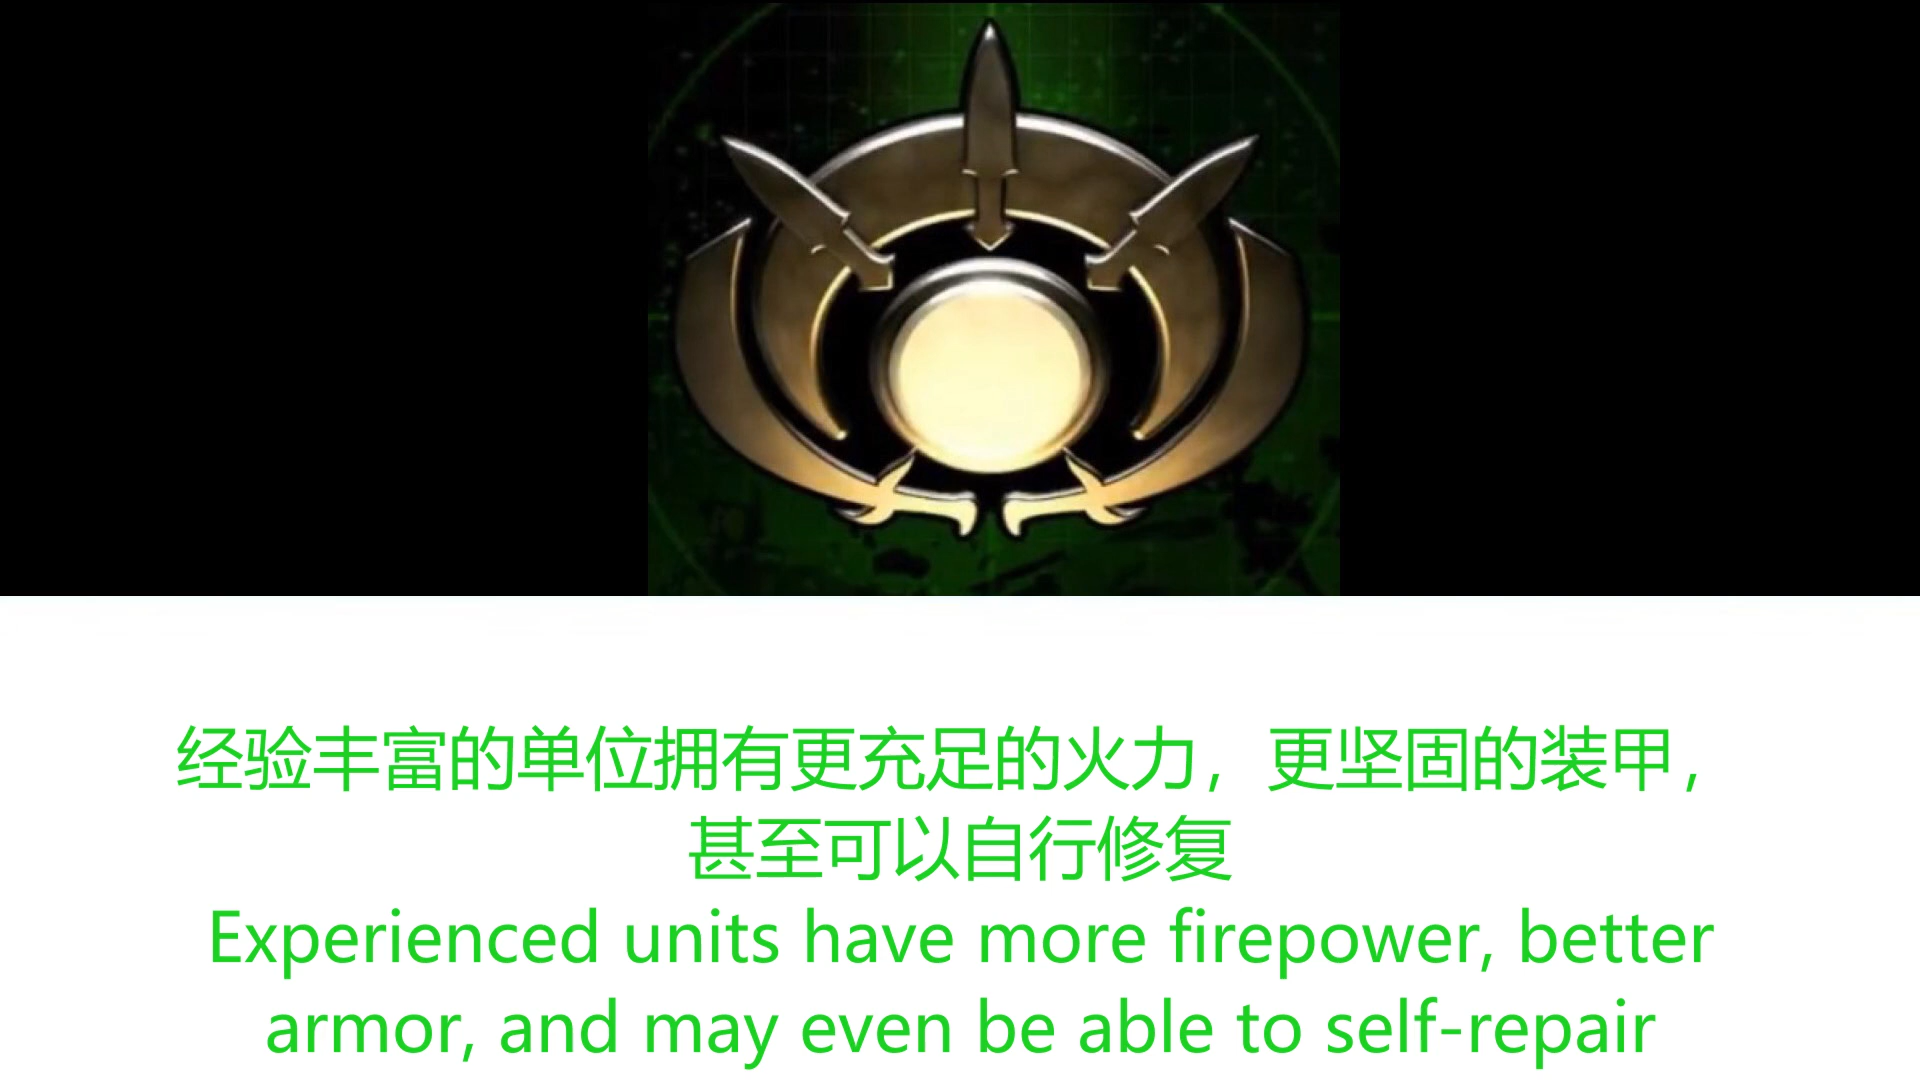 经验丰富的单位拥有更充足的火力，更坚固的装甲，
甚至可以自行修复
Experienced units have more firepower, better
armor, and may even be able to self-repair